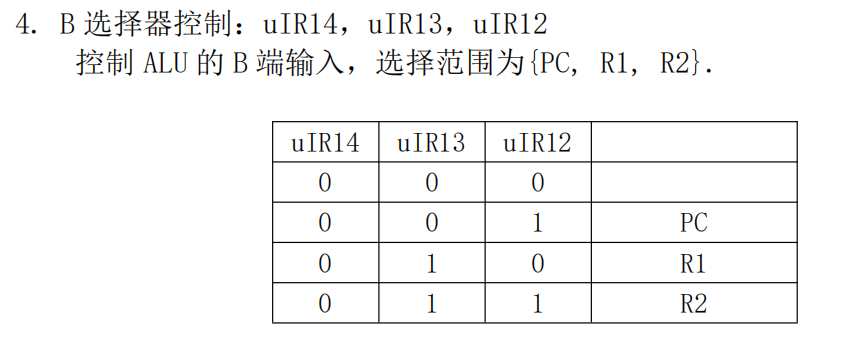 4. B 选择器控制：uIR14，uIR13，uIR12
控制 ALU 的 B 端输入，选择范围为{PC, R1, R2}.
uIR14 uIR13 uIR12
0 0 0
0 0 1 PC
0 1 0 R1
0 1 1 R2